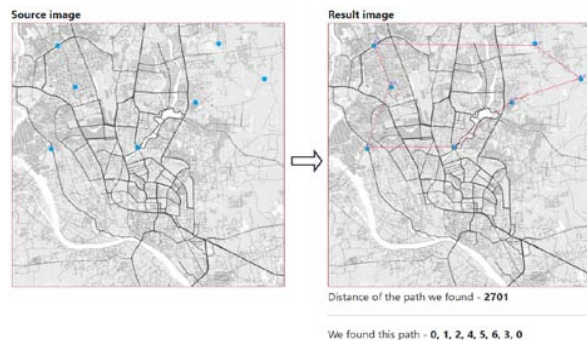 Source image
Result image
Distance of the path we found - 2701
We found this path - 0, 1, 2, 4, 5, 6, 3, 0